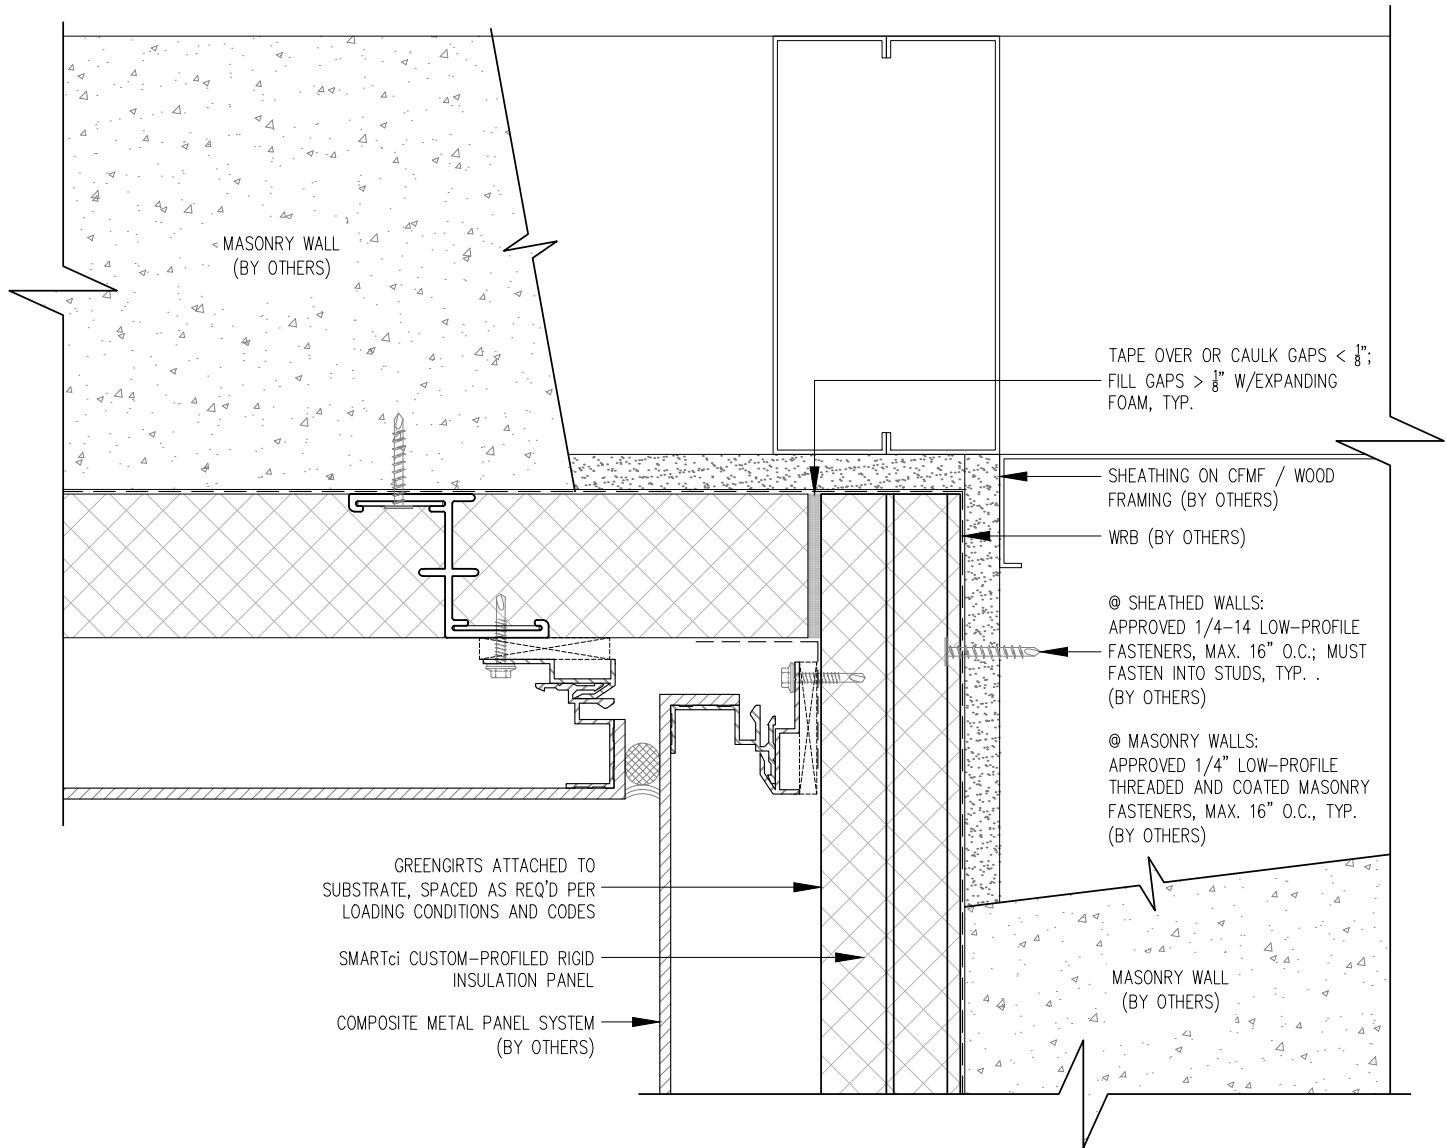 MASONRY WALL
(BY OTHERS)
TAPE OVER OR CAULK GAPS < 1/8";
FILL GAPS > 1/8" W/EXPANDING
FOAM, TYP.
SHEATHING ON CFMF / WOOD
FRAMING (BY OTHERS)
WRB (BY OTHERS)
@ SHEATHED WALLS:
APPROVED 1/4-14 LOW-PROFILE
FASTENERS, MAX. 16" O.C.; MUST
FASTEN INTO STUDS, TYP. .
(BY OTHERS)
@ MASONRY WALLS:
APPROVED 1/4" LOW-PROFILE
THREADED AND COATED MASONRY
FASTENERS, MAX. 16" O.C., TYP.
(BY OTHERS)
GREENGIRTS ATTACHED TO
SUBSTRATE, SPACED AS REQ'D PER
LOADING CONDITIONS AND CODES
SMARTci CUSTOM-PROFILED RIGID
INSULATION PANEL
COMPOSITE METAL PANEL SYSTEM
(BY OTHERS)
MASONRY WALL
(BY OTHERS)